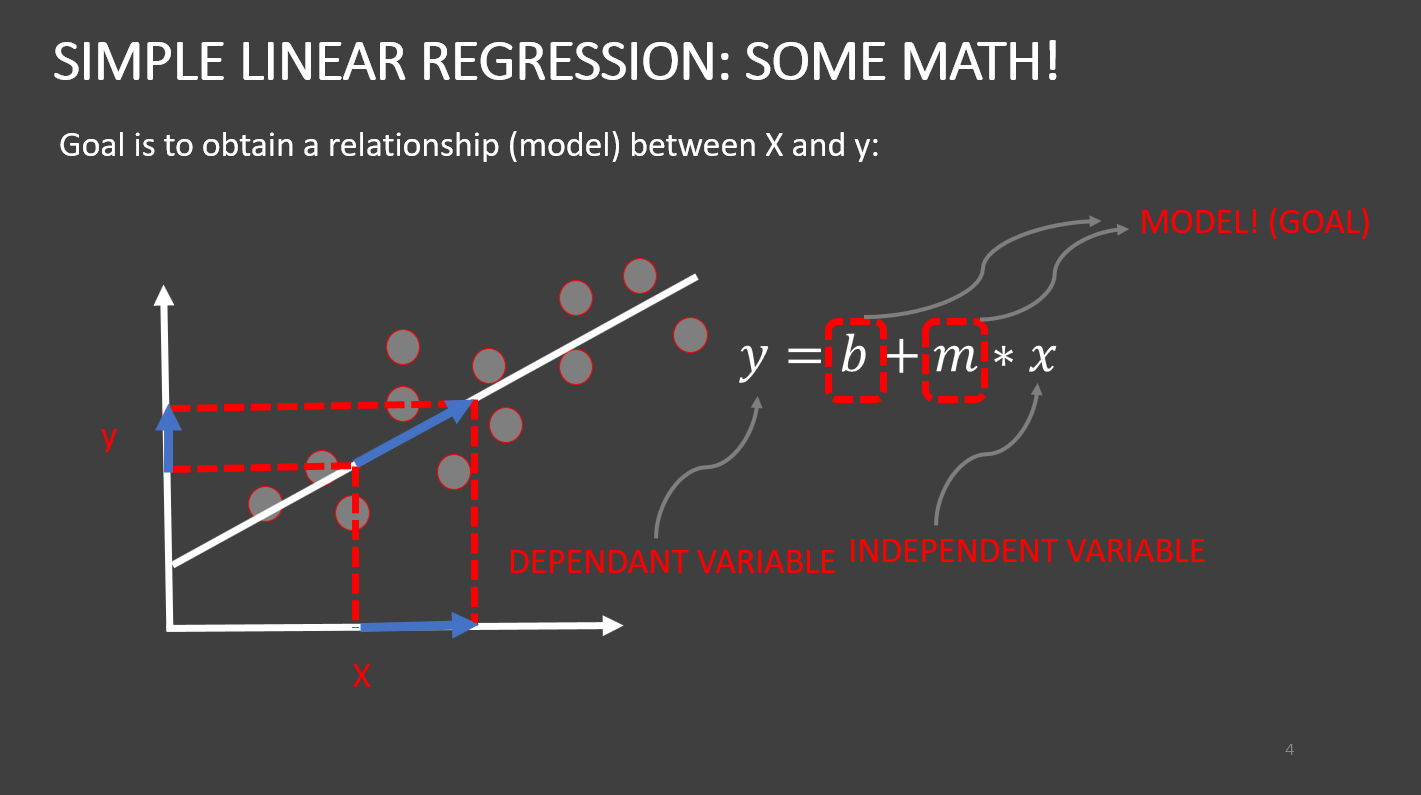 SIMPLE LINEAR REGRESSION: SOME MATH!
Goal is to obtain a relationship (model) between X and y:
MODEL! (GOAL)
y = b + m * x
y
DEPENDANT VARIABLE
INDEPENDENT VARIABLE
X
4